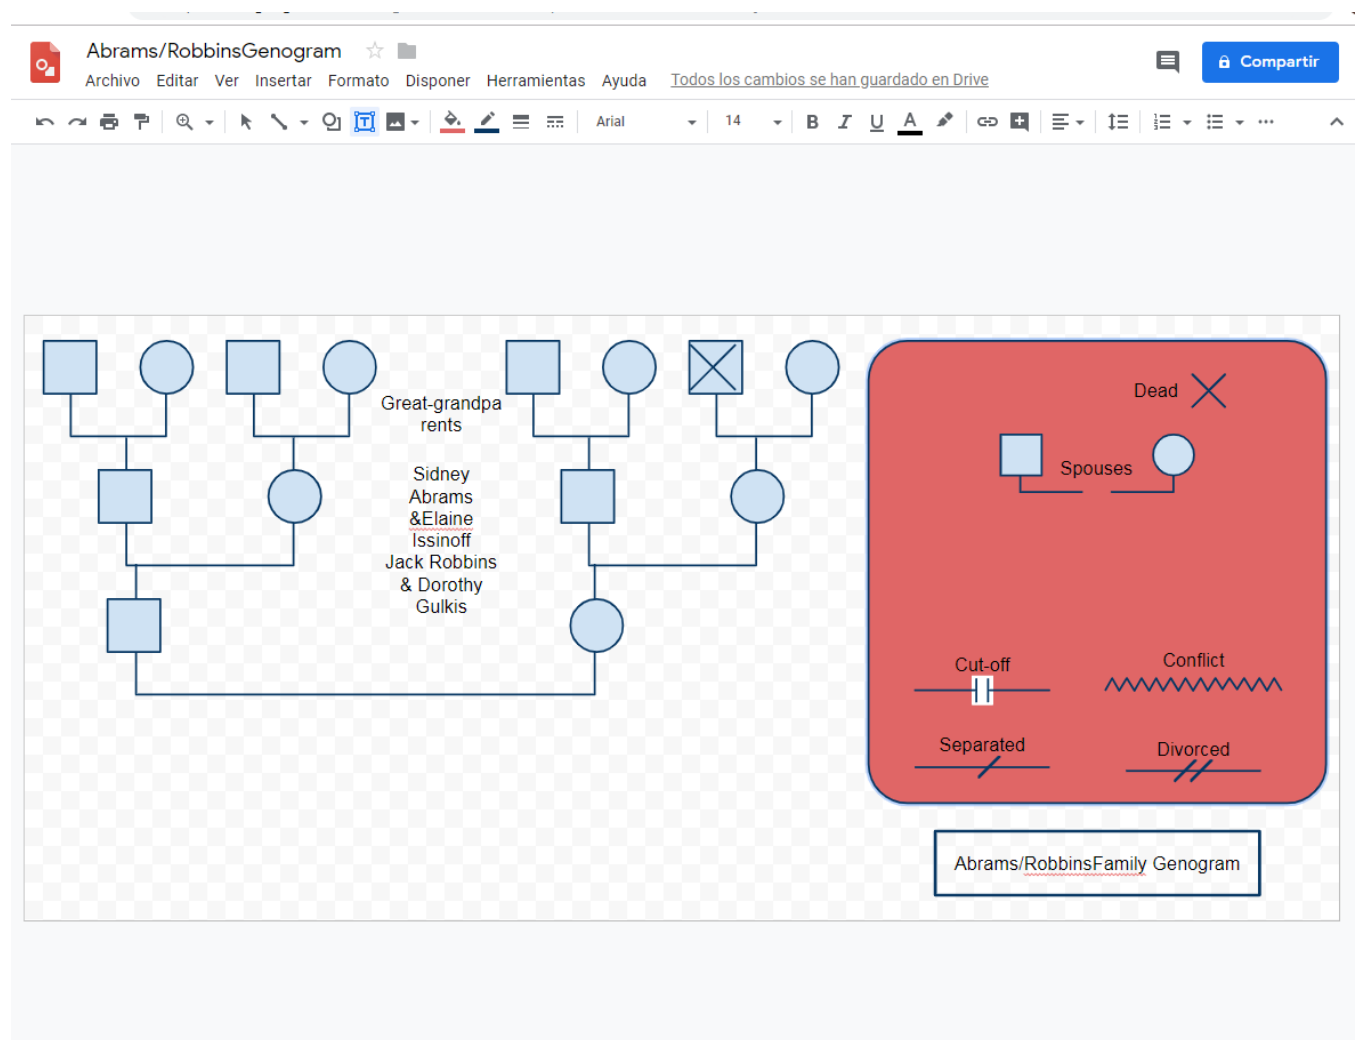 Abrams/RobbinsGenogram
Archivo Editar Ver Insertar Formato Disponer Herramientas Ayuda Todos los cambios se han guardado en Drive
Compartir
Arial 14 B I U A
Great-grandpa
rents
Sidney
Abrams
&Elaine
Issinoff
Jack Robbins
& Dorothy
Gulkis
Dead
Spouses
Cut-off
Conflict
Separated
Divorced
Abrams/RobbinsFamily Genogram